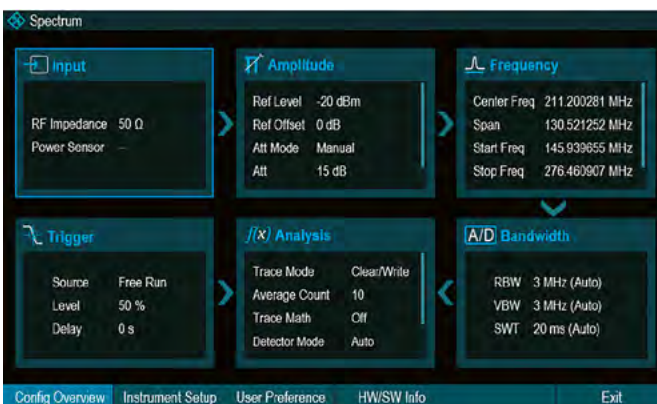 Spectrum
Input
RF Impedance 50 Ω
Power Sensor –
Amplitude
Ref Level -20 dBm
Ref Offset 0 dB
Att Mode Manual
Att 15 dB
Frequency
Center Freq 211.200281 MHz
Span 130.521252 MHz
Start Freq 145.939655 MHz
Stop Freq 276.460907 MHz
Trigger
Source Free Run
Level 50 %
Delay 0 s
f(x) Analysis
Trace Mode Clear/Write
Average Count 10
Trace Math Off
Detector Mode Auto
A/D Bandwidth
RBW 3 MHz (Auto)
VBW 3 MHz (Auto)
SWT 20 ms (Auto)
Config Overview Instrument Setup User Preference HW/SW Info Exit